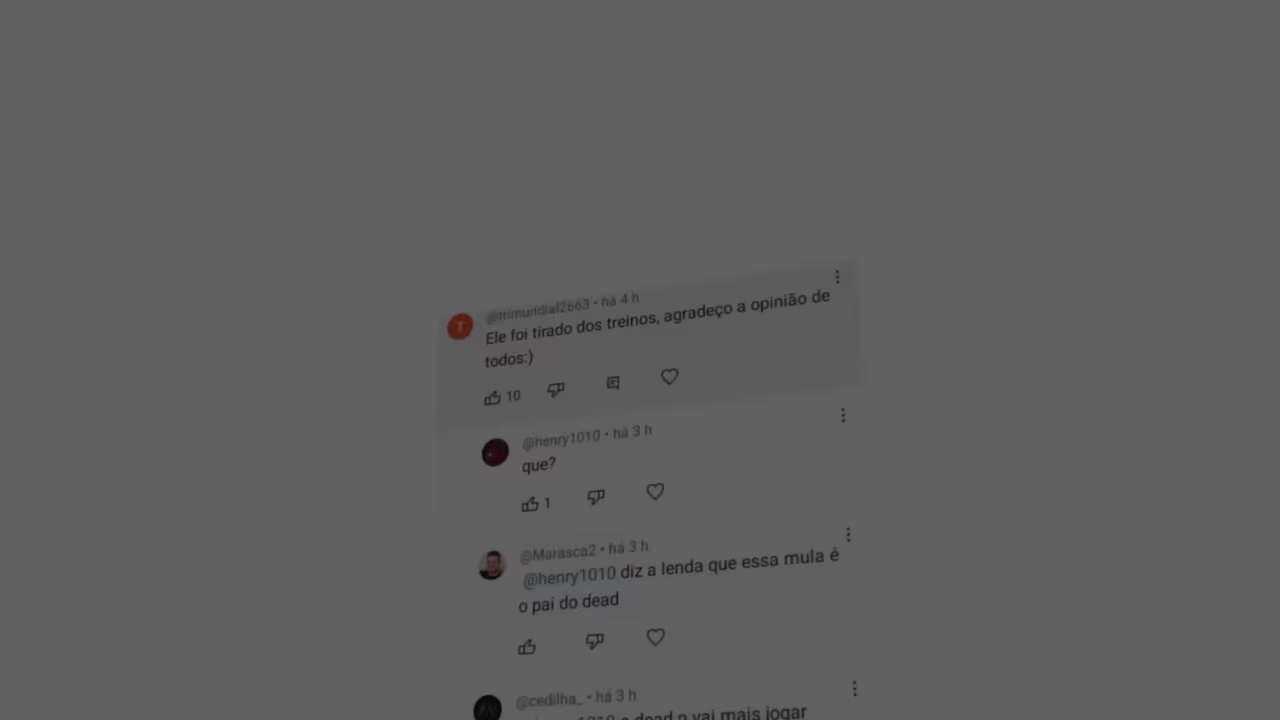 @trimundial2663 • há 4 h
Ele foi tirado dos treinos, agradeço a opinião de
todos:)
10
@henry1010 • há 3 h
que?
1
@Marasca2 • há 3 h
@henry1010 diz a lenda que essa mula é
o pai do dead
@cedilha_ • há 3 h
dead n vai mais jogar